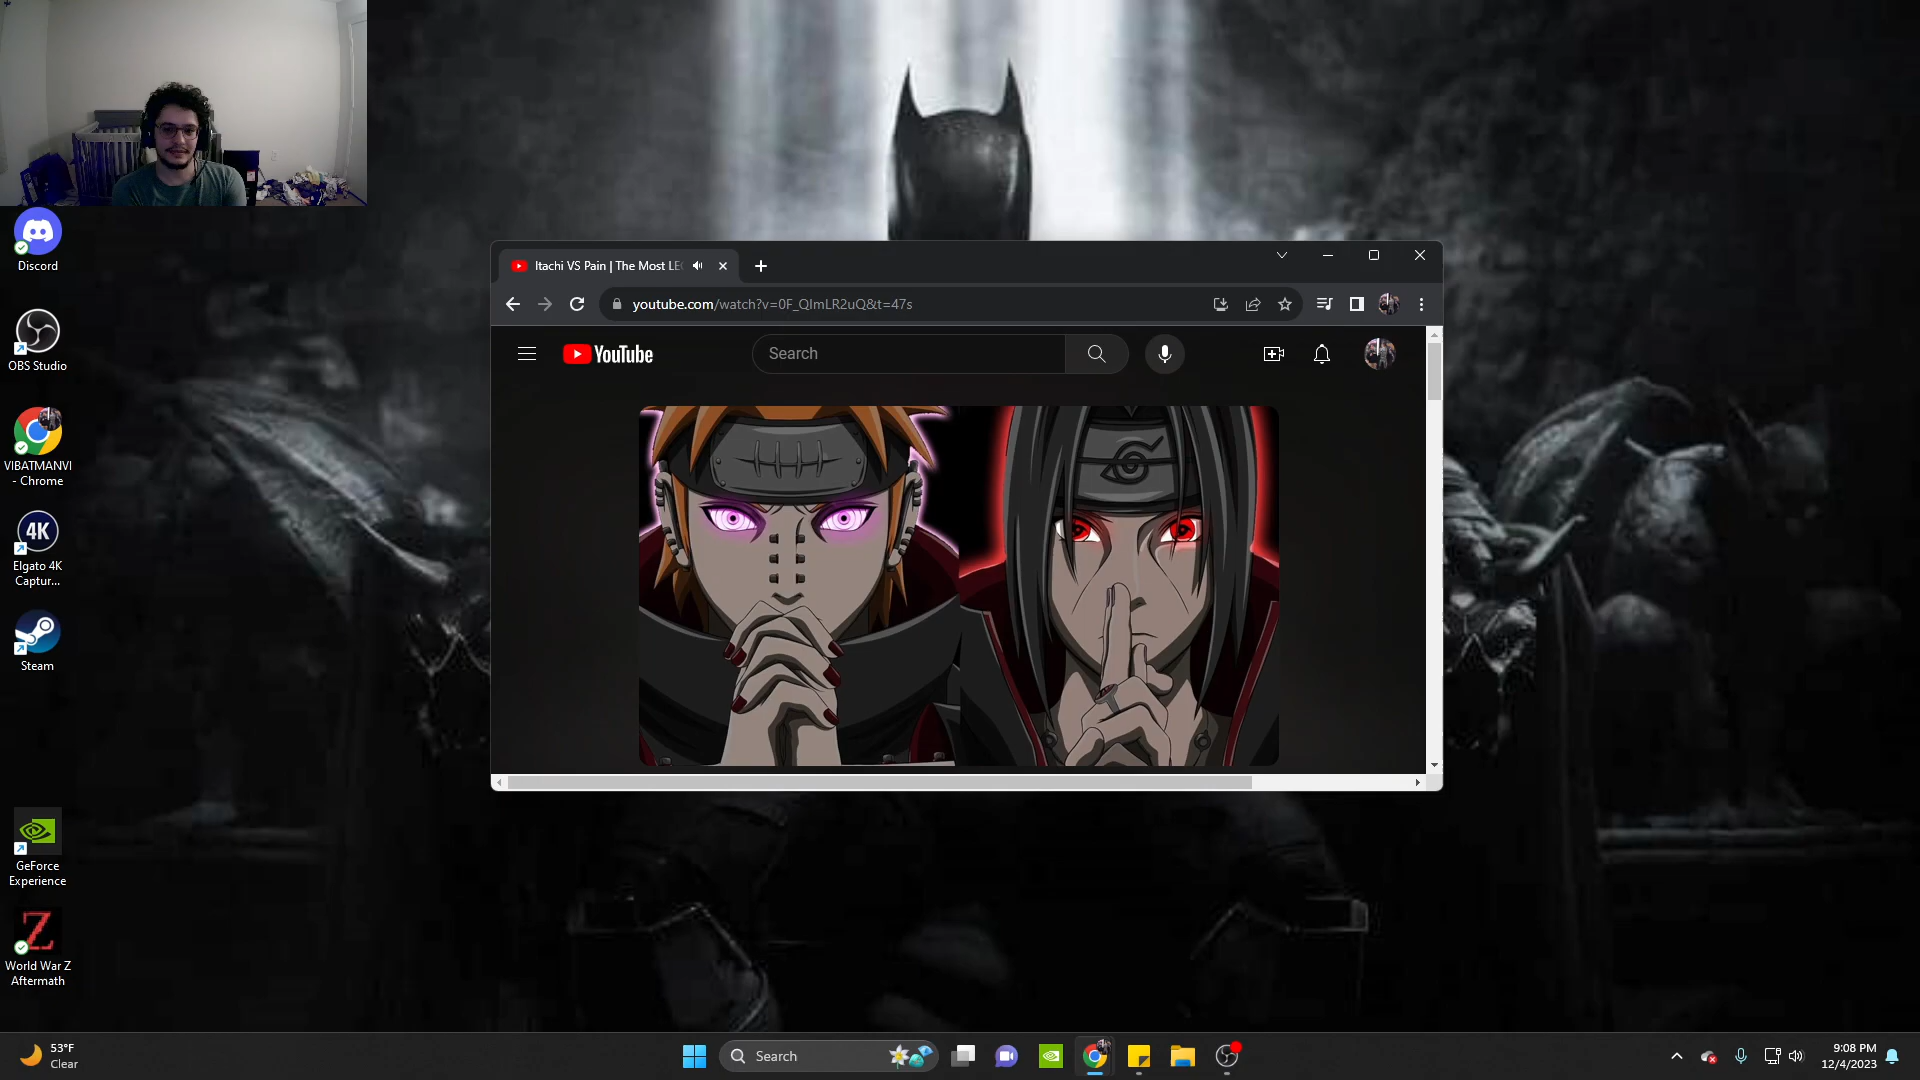 Discord
OBS Studio
VIBATMANVI
- Chrome
4K
Elgato 4K
Captur...
Steam
GeForce
Experience
Z
World War Z
Aftermath
Itachi VS Pain | The Most LE
youtube.com/watch?v=0F_QImLR2uQ&t=47s
YouTube
Search
53°F
Clear
Search
9:08 PM
12/4/2023